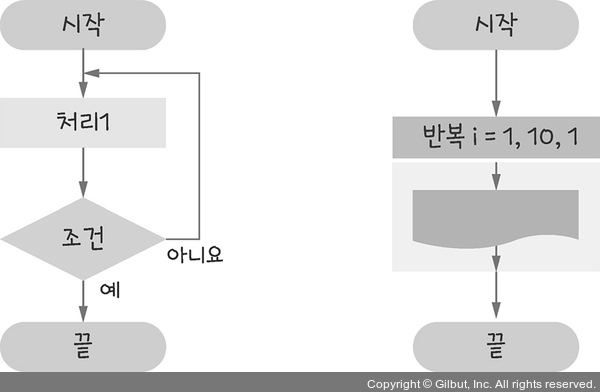 시작
처리1
조건
아니요
예
끝
시작
반복 i = 1, 10, 1
끝
Copyright © Gilbut, Inc. All rights reserved.